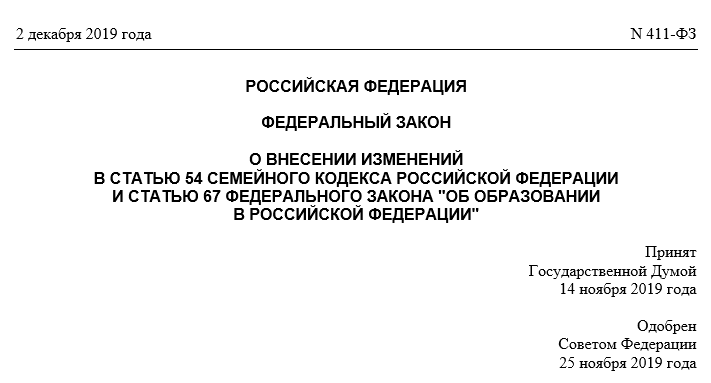 2 декабря 2019 года N 411-ФЗ
РОССИЙСКАЯ ФЕДЕРАЦИЯ
ФЕДЕРАЛЬНЫЙ ЗАКОН
О ВНЕСЕНИИ ИЗМЕНЕНИЙ
В СТАТЬЮ 54 СЕМЕЙНОГО КОДЕКСА РОССИЙСКОЙ ФЕДЕРАЦИИ
И СТАТЬЮ 67 ФЕДЕРАЛЬНОГО ЗАКОНА "ОБ ОБРАЗОВАНИИ
В РОССИЙСКОЙ ФЕДЕРАЦИИ"
Принят
Государственной Думой
14 ноября 2019 года
Одобрен
Советом Федерации
25 ноября 2019 года